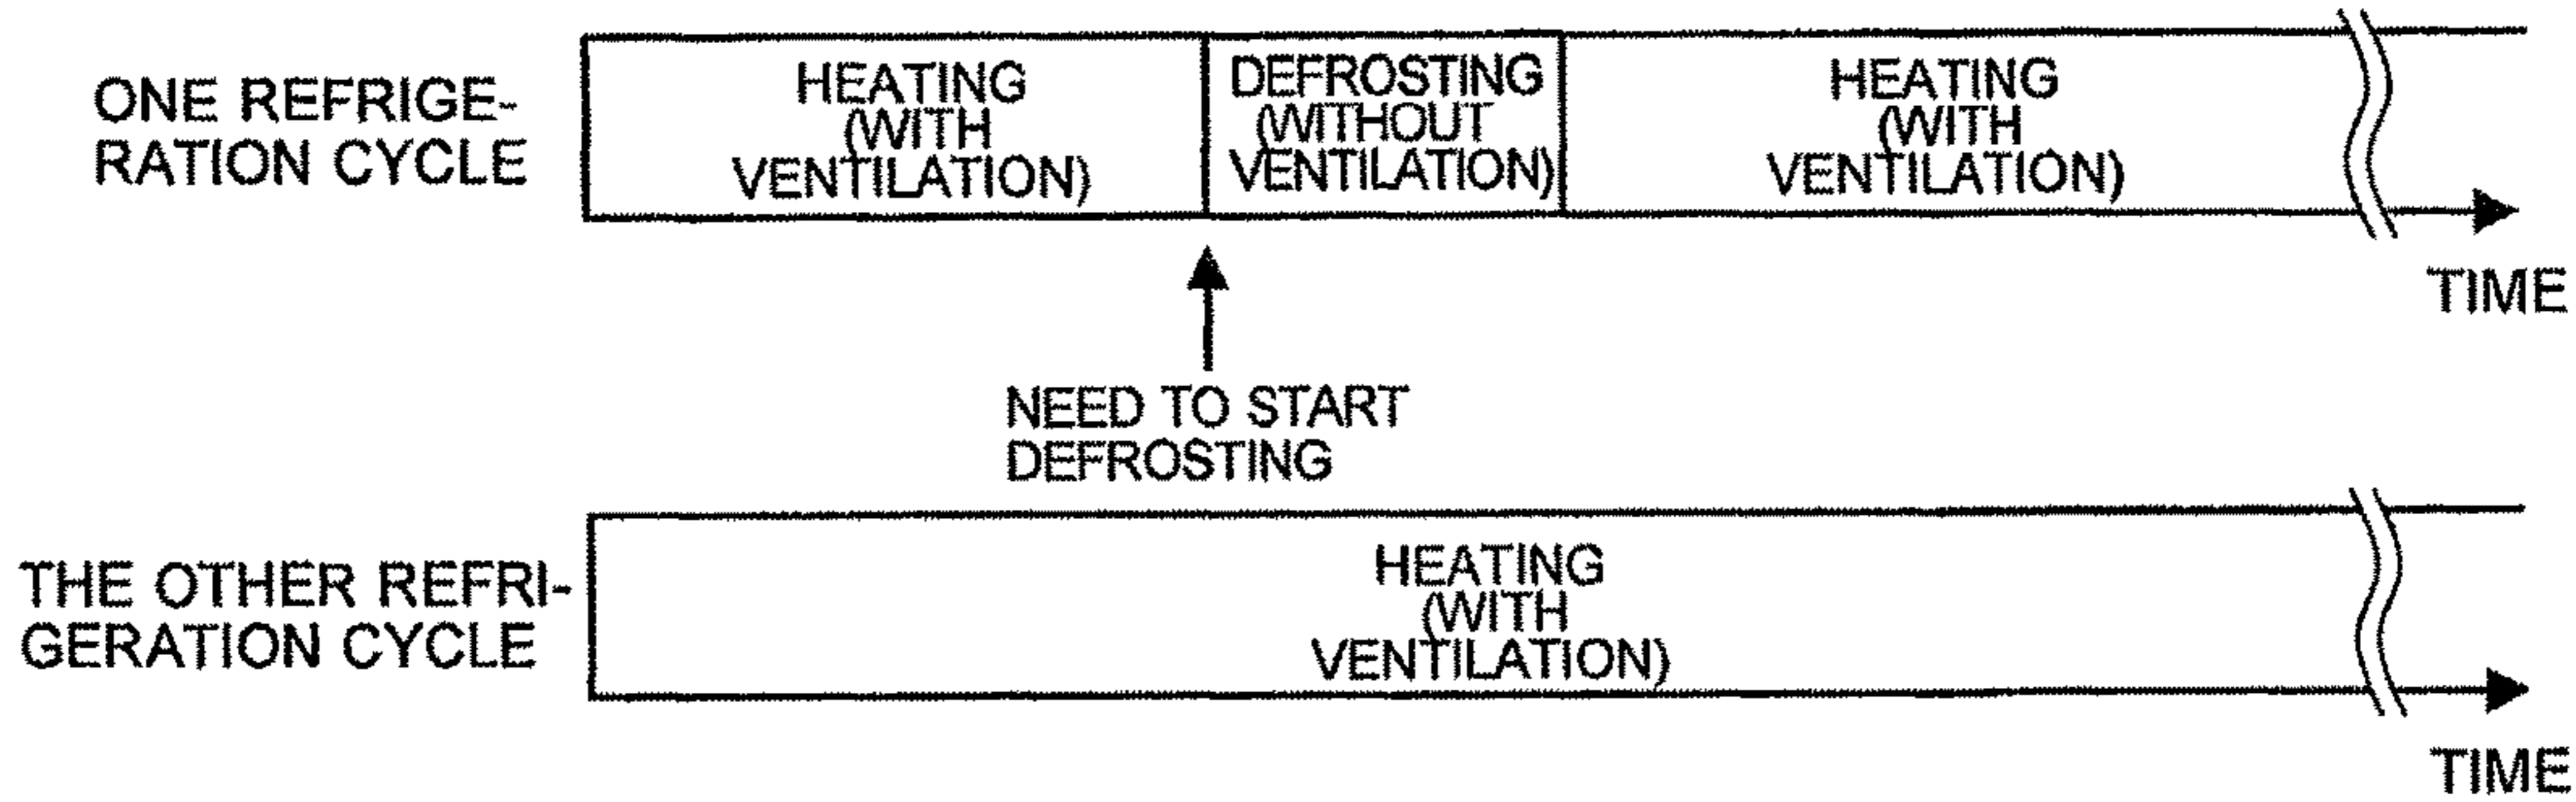 ONE REFRIGE-
RATION CYCLE
HEATING
(WITH
VENTILATION)
DEFROSTING
(WITHOUT
VENTILATION)
HEATING
(WITH
VENTILATION)
TIME
NEED TO START
DEFROSTING
THE OTHER REFRI-
GERATION CYCLE
HEATING
(WITH
VENTILATION)
TIME